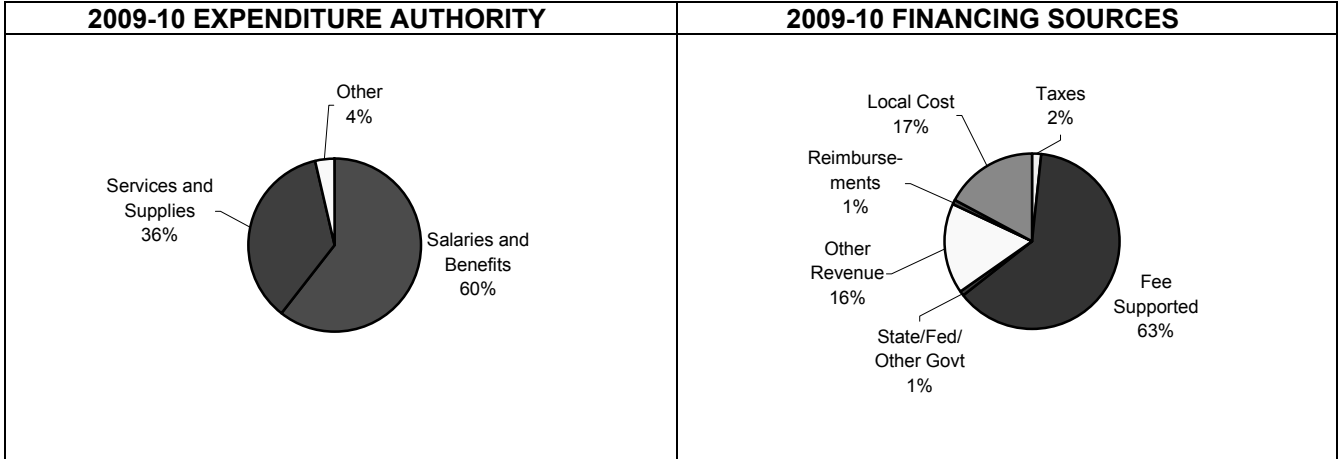 2009-10 EXPENDITURE AUTHORITY
Other
4%
Services and
Supplies
36%
Salaries and
Benefits
60%
2009-10 FINANCING SOURCES
Taxes
2%
Local Cost
17%
Reimburse-
ments
1%
Other
Revenue
16%
State/Fed/
Other Govt
1%
Fee
Supported
63%